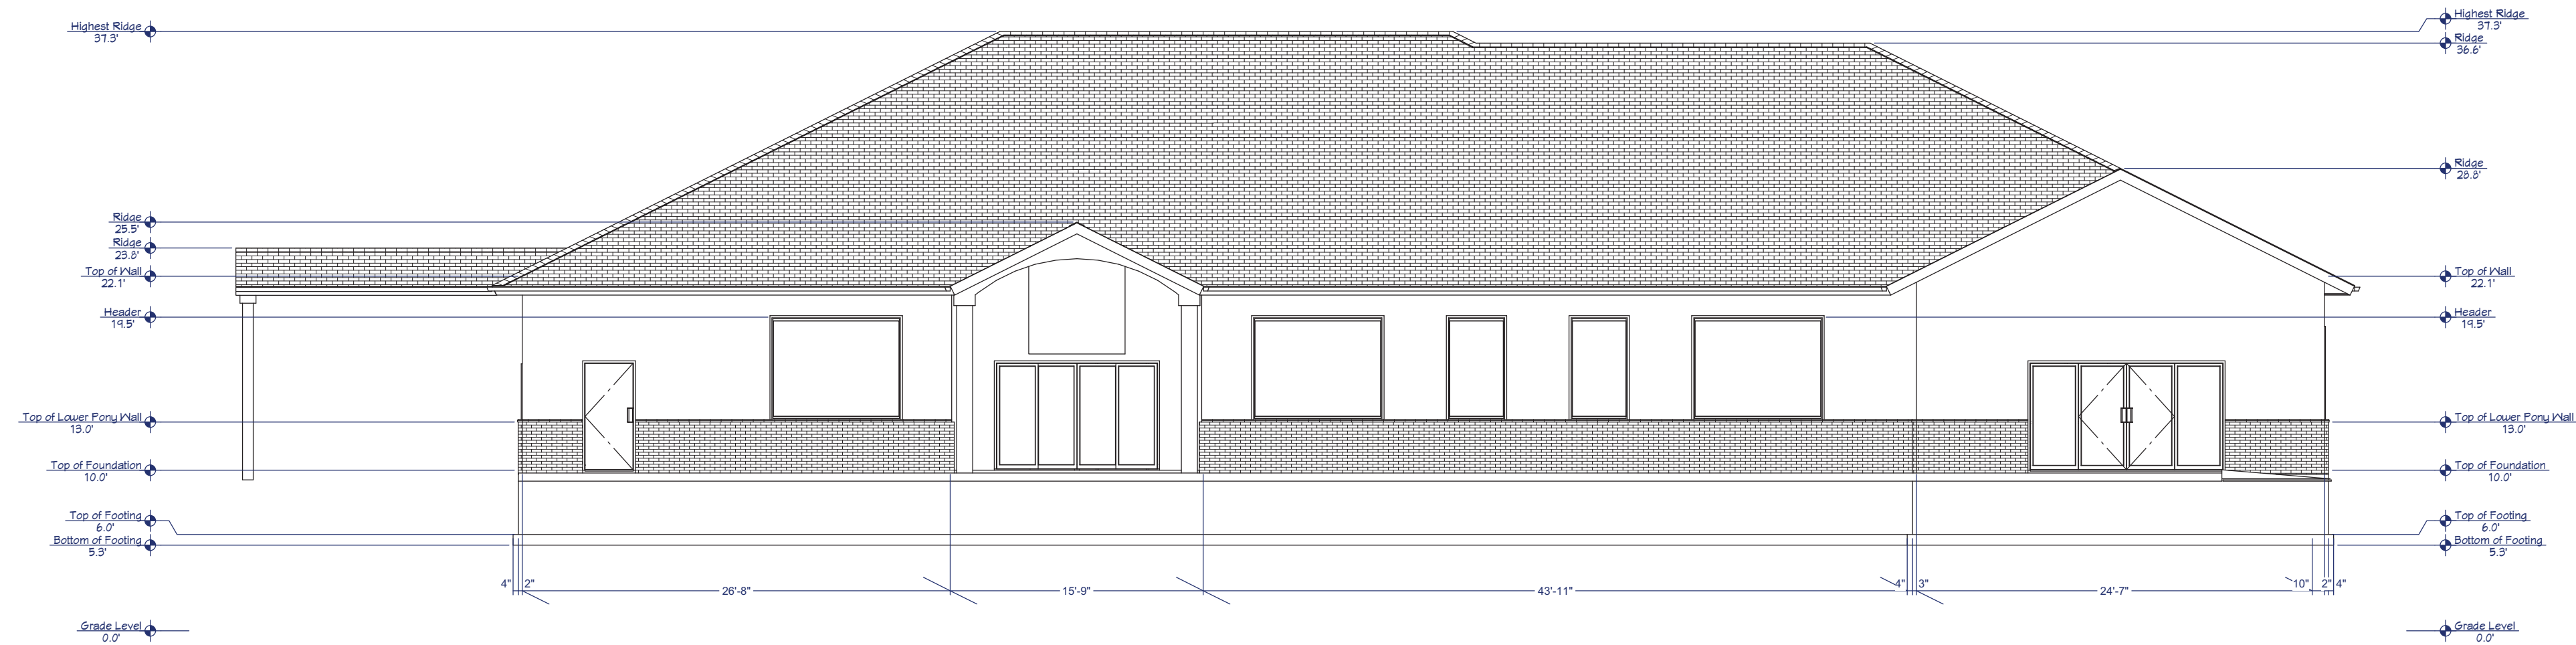 Highest Ridge
37.3'
Ridge
25.5'
Ridge
23.8'
Top of Wall
22.1'
Header
19.5'
Top of Lower Pony Wall
13.0'
Top of Foundation
10.0'
Top of Footing
6.0'
Bottom of Footing
5.3'
Grade Level
0.0'
4" 2" 26'-8" 15'-9" 43'-11" 4" 3" 24'-7" 10" 2" 4"
Highest Ridge
37.3'
Ridge
36.6'
Ridge
28.8'
Top of Wall
22.1'
Header
19.5'
Top of Lower Pony Wall
13.0'
Top of Foundation
10.0'
Top of Footing
6.0'
Bottom of Footing
5.3'
Grade Level
0.0'